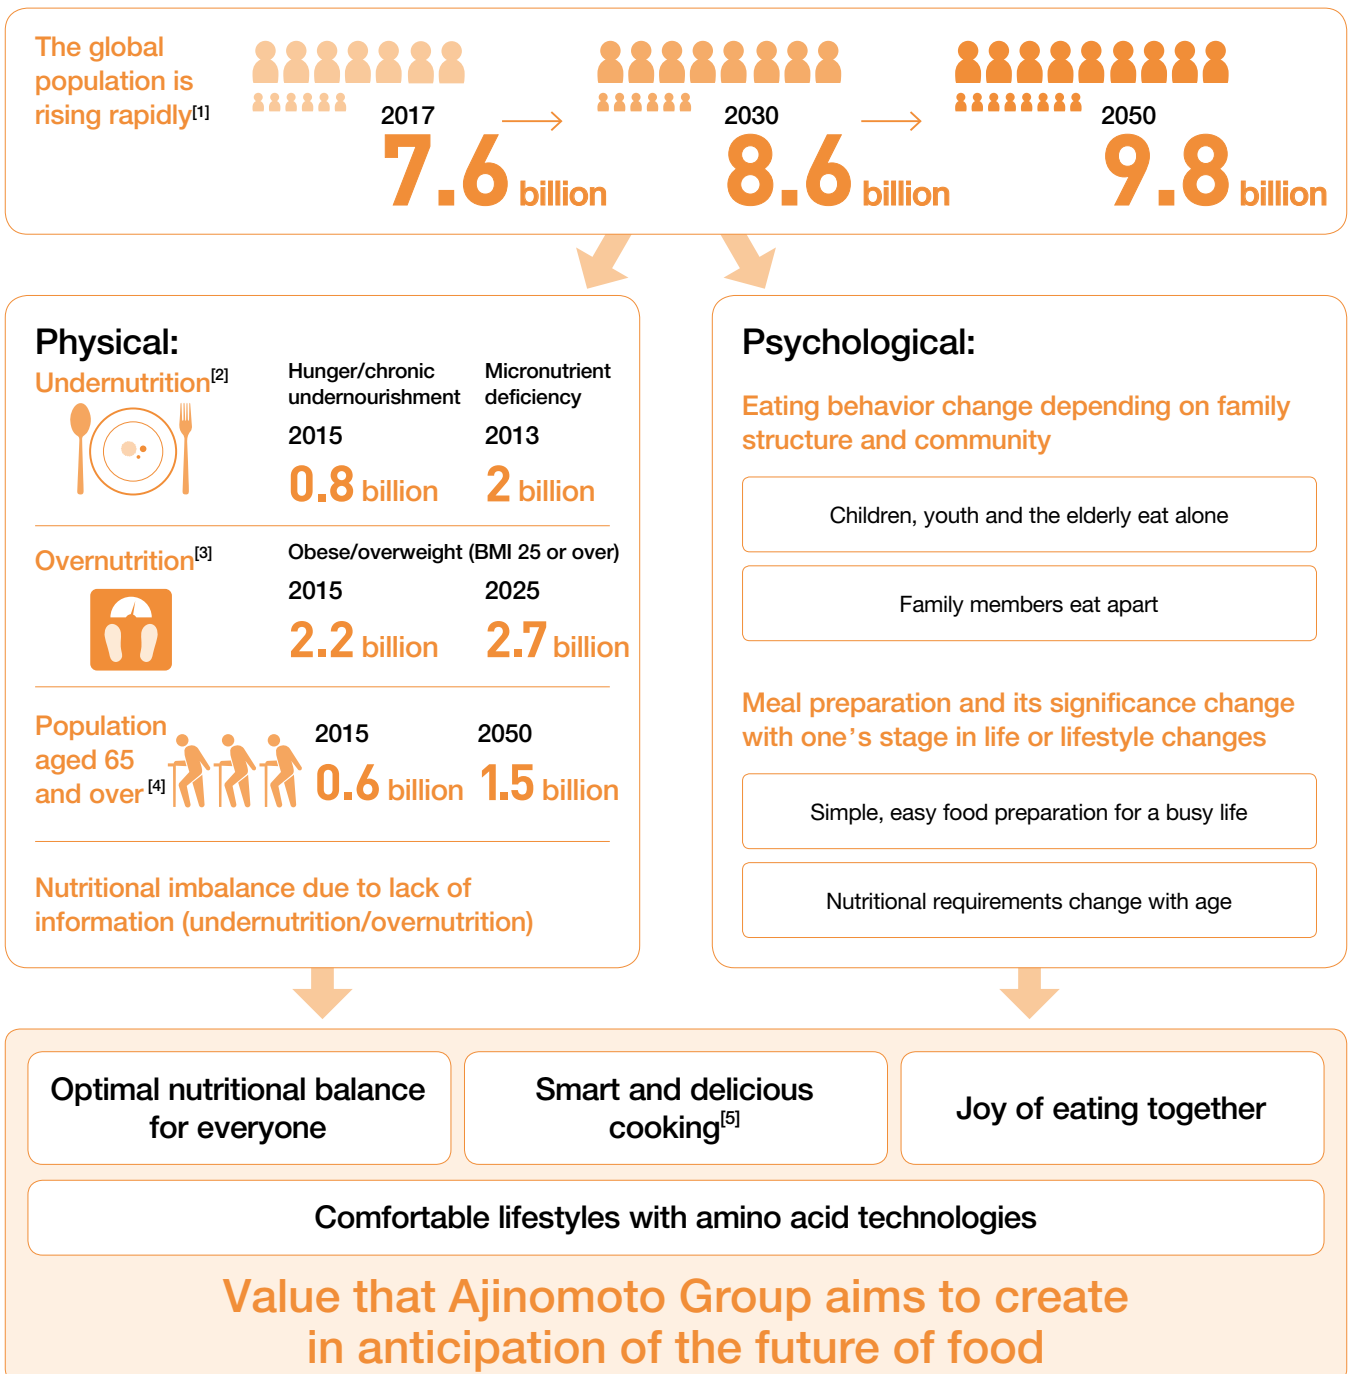 The global
population is
rising rapidly[1]
2017
7.6 billion
2030
8.6 billion
2050
9.8 billion
Physical:
Undernutrition[2]
Hunger/chronic
undernourishment
2015
0.8 billion
Micronutrient
deficiency
2013
2 billion
Overnutrition[3]
Obese/overweight (BMI 25 or over)
2015
2.2 billion
2025
2.7 billion
Population
aged 65
and over[4]
2015
0.6 billion
2050
1.5 billion
Nutritional imbalance due to lack of
information (undernutrition/overnutrition)
Psychological:
Eating behavior change depending on family
structure and community
Children, youth and the elderly eat alone
Family members eat apart
Meal preparation and its significance change
with one's stage in life or lifestyle changes
Simple, easy food preparation for a busy life
Nutritional requirements change with age
Optimal nutritional balance
for everyone
Smart and delicious
cooking[5]
Joy of eating together
Comfortable lifestyles with amino acid technologies
Value that Ajinomoto Group aims to create
in anticipation of the future of food